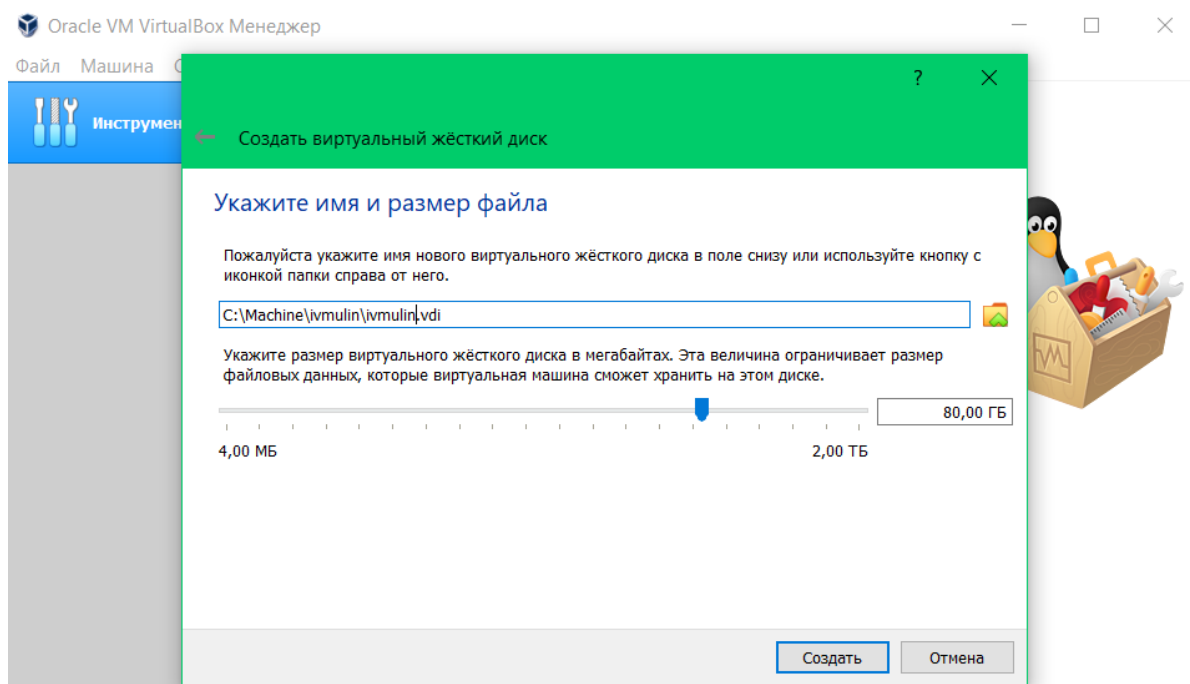 Oracle VM VirtualBox Менеджер
Файл Машина С
Инструмен
?
Создать виртуальный жёсткий диск
Укажите имя и размер файла
Пожалуйста укажите имя нового виртуального жёсткого диска в поле снизу или используйте кнопку с
иконкой папки справа от него.
C:\Machine\ivmulin\ivmulin.vdi
Укажите размер виртуального жёсткого диска в мегабайтах. Эта величина ограничивает размер
файловых данных, которые виртуальная машина сможет хранить на этом диске.
80,00 ГБ
4,00 МБ 2,00 ТБ
Создать Отмена